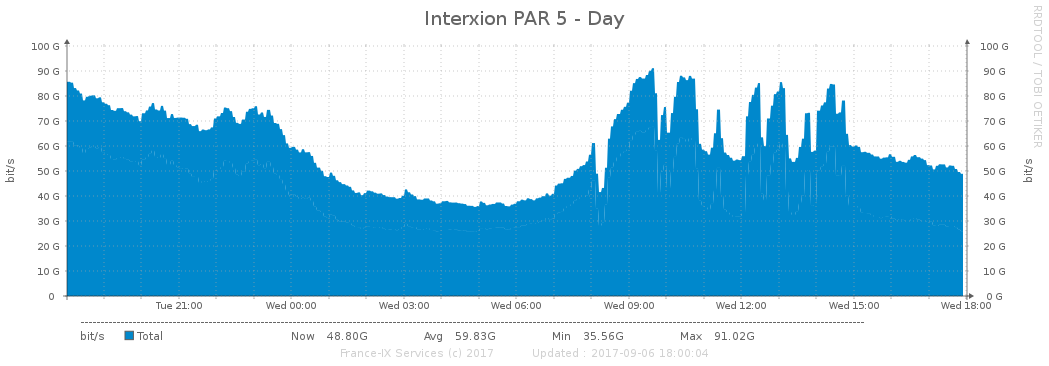 Interxion PAR 5 - Day
RRDTOOL / TOBI OETIKER
100 G 100 G
90 G 90 G
80 G 80 G
70 G 70 G
60 G 60 G
50 G 50 G
40 G 40 G
30 G 30 G
20 G 20 G
10 G 10 G
0 0 G
bit/s bit/s
Tue 21:00 Wed 00:00 Wed 03:00 Wed 06:00 Wed 09:00 Wed 12:00 Wed 15:00 Wed 18:00
bit/s Total Now 48.80G Avg 59.83G Min 35.56G Max 91.02G
France-IX Services (c) 2017 Updated : 2017-09-06 18:00:04